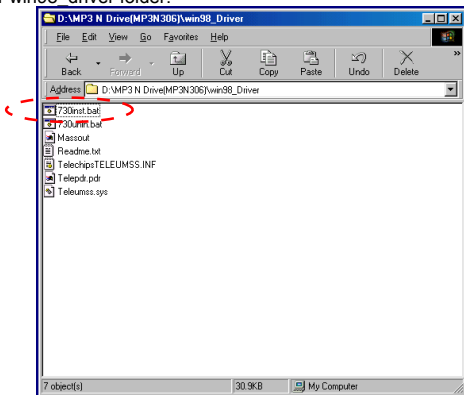 D:\MP3 N Drive(MP3N306)\win98_Driver
File Edit View Go Favorites Help
Back Forward Up Cut Copy Paste Undo Delete »
Address D:\MP3 N Drive(MP3N306)\win98_Driver
730inst.bat
730unin.bat
Massout
Readme.txt
TelechipsTELEUMSS.INF
Telepdr.pdr
Teleumss.sys
7 object(s) 30.9KB My Computer